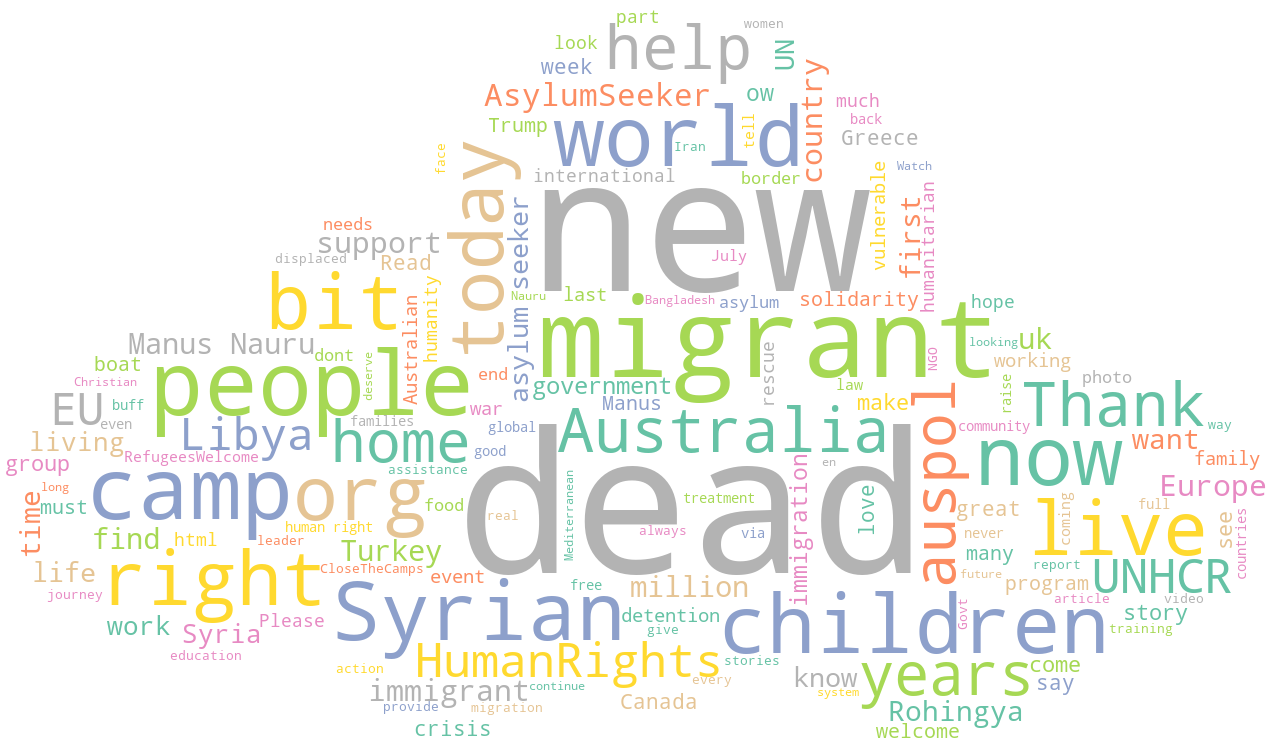 part
women
help
look
UN
week
AsylumSeeker
ow
country
much
Trump
world
tell
back
Iran
Greece
face
today
international
border
Watch
new
vulnerable
humanitarian
first
asylum seeker
needs
support
displaced
Read
July
bit
humanity
Nauru
last
Bangladesh
asylum
solidarity
hope
Australian
migrant
looking
uk
Manus Nauru
dont
boat
people
deserve
end
government
rescue
NGO
working
law
photo
Christian
raise
EU
buff
even
war
Manus
make
auspol
Thank
families
global
Australia
community
way
living
Libya
home
good
now
want
group
RefugeesWelcome
assistance
en
immigration
family
camp
org
dead
Mediterranean
treatment
love
Europe
long
time
must
food
real
great
coming
full
see
countries
human right
always
via
never
live
find
html
leader
Turkey
many
report
life
right
CloseTheCamps
event
free
million
future
program
UNHCR
journey
Syrian
detention
children
Govt
article
video
work
Syria
Please
give
story
training
education
action
HumanRights
stories
every
know
years
come
say
immigrant
continue
system
provide
migration
Canada
Rohingya
crisis
welcome